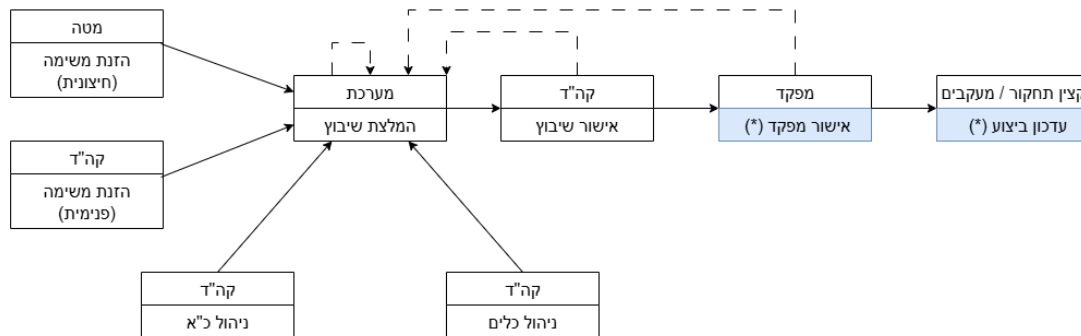 מטה
הזנת משימה
(חיצונית)
קה"ד
הזנת משימה
(פנימית)
מערכת
המלצת שיבוץ
קה"ד
אישור שיבוץ
מפקד
אישור מפקד (*)
קצין תחקור / מעקבים
עדכון ביצוע (*)
קה"ד
ניהול כ"א
קה"ד
ניהול כלים